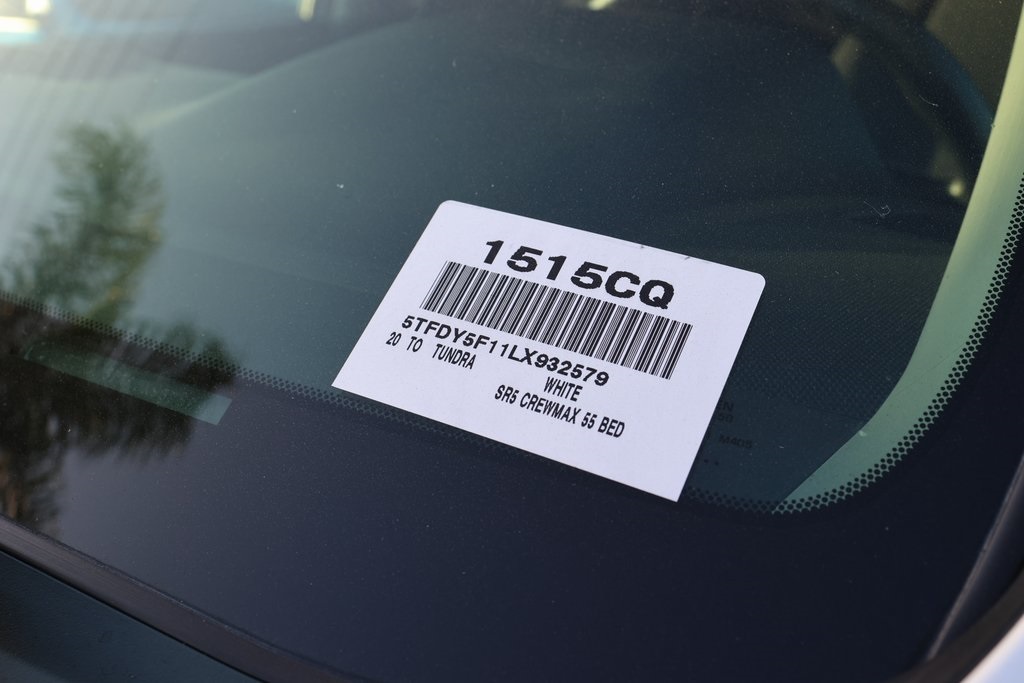 1515CQ
5TFDY5F11LX932579
20 TO TUNDRA WHITE
SR5 CREWMAX 55 BED